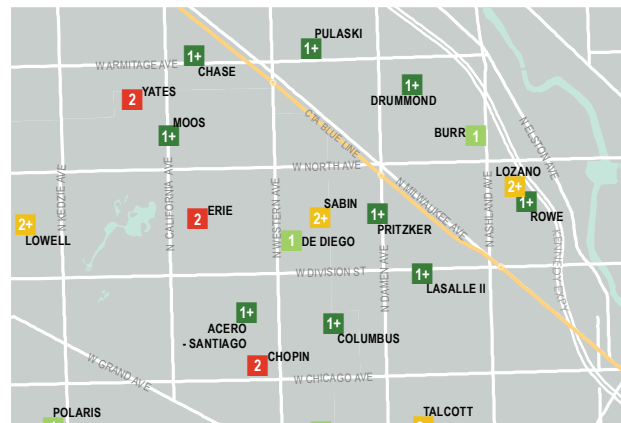 PULASKI
1+
1+
W ARMITAGE AVE
CHASE
1+
DRUMMOND
2
YATES
CTA BLUE LINE
MOOS
1+
BURR
1
N ELSTON AVE
W NORTH AVE
N KEDZIE AVE
N CALIFORNIA AVE
N WESTERN AVE
N MILWAUKEE AVE
N ASHLAND AVE
LOZANO
2+
1+
ROWE
2+
LOWELL
2
ERIE
SABIN
2+
1
DE DIEGO
1+
PRITZKER
KENNEDY EXPY
N DAMEN AVE
W DIVISION ST
1+
LASALLE II
1+
ACERO
- SANTIAGO
1+
COLUMBUS
2
CHOPIN
W GRAND AVE
W CHICAGO AVE
POLARIS
TALCOTT